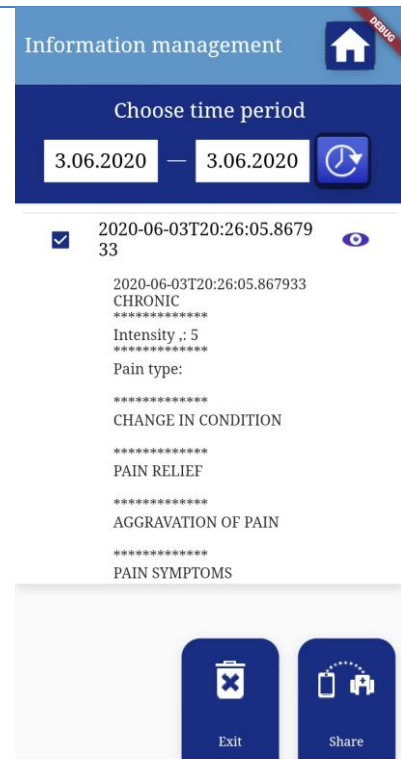 Information management
DEBUG
Choose time period
3.06.2020 — 3.06.2020
2020-06-03T20:26:05.8679
33
2020-06-03T20:26:05.867933
CHRONIC
*************
Intensity ,: 5
*************
Pain type:
*************
CHANGE IN CONDITION
*************
PAIN RELIEF
*************
AGGRAVATION OF PAIN
*************
PAIN SYMPTOMS
Exit
Share